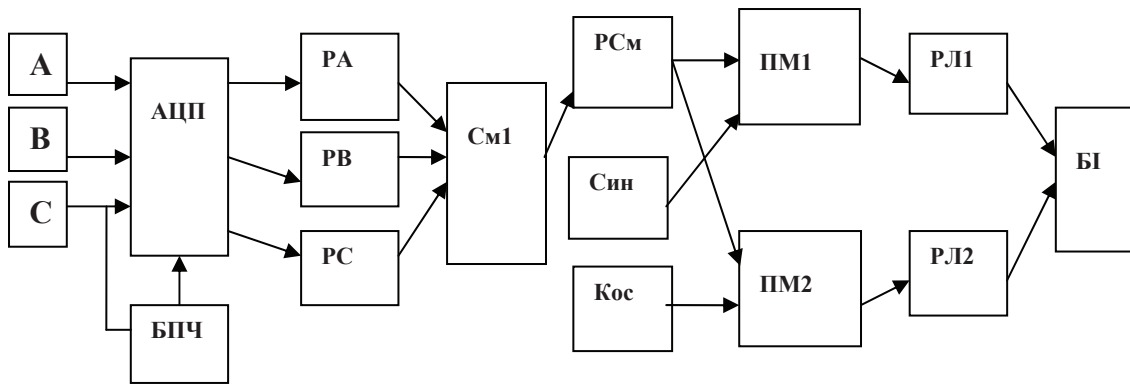 А
В
С
АЦП
БПЧ
РА
РВ
РС
См1
РСм
Син
Кос
ПМ1
ПМ2
РЛ1
РЛ2
БІ